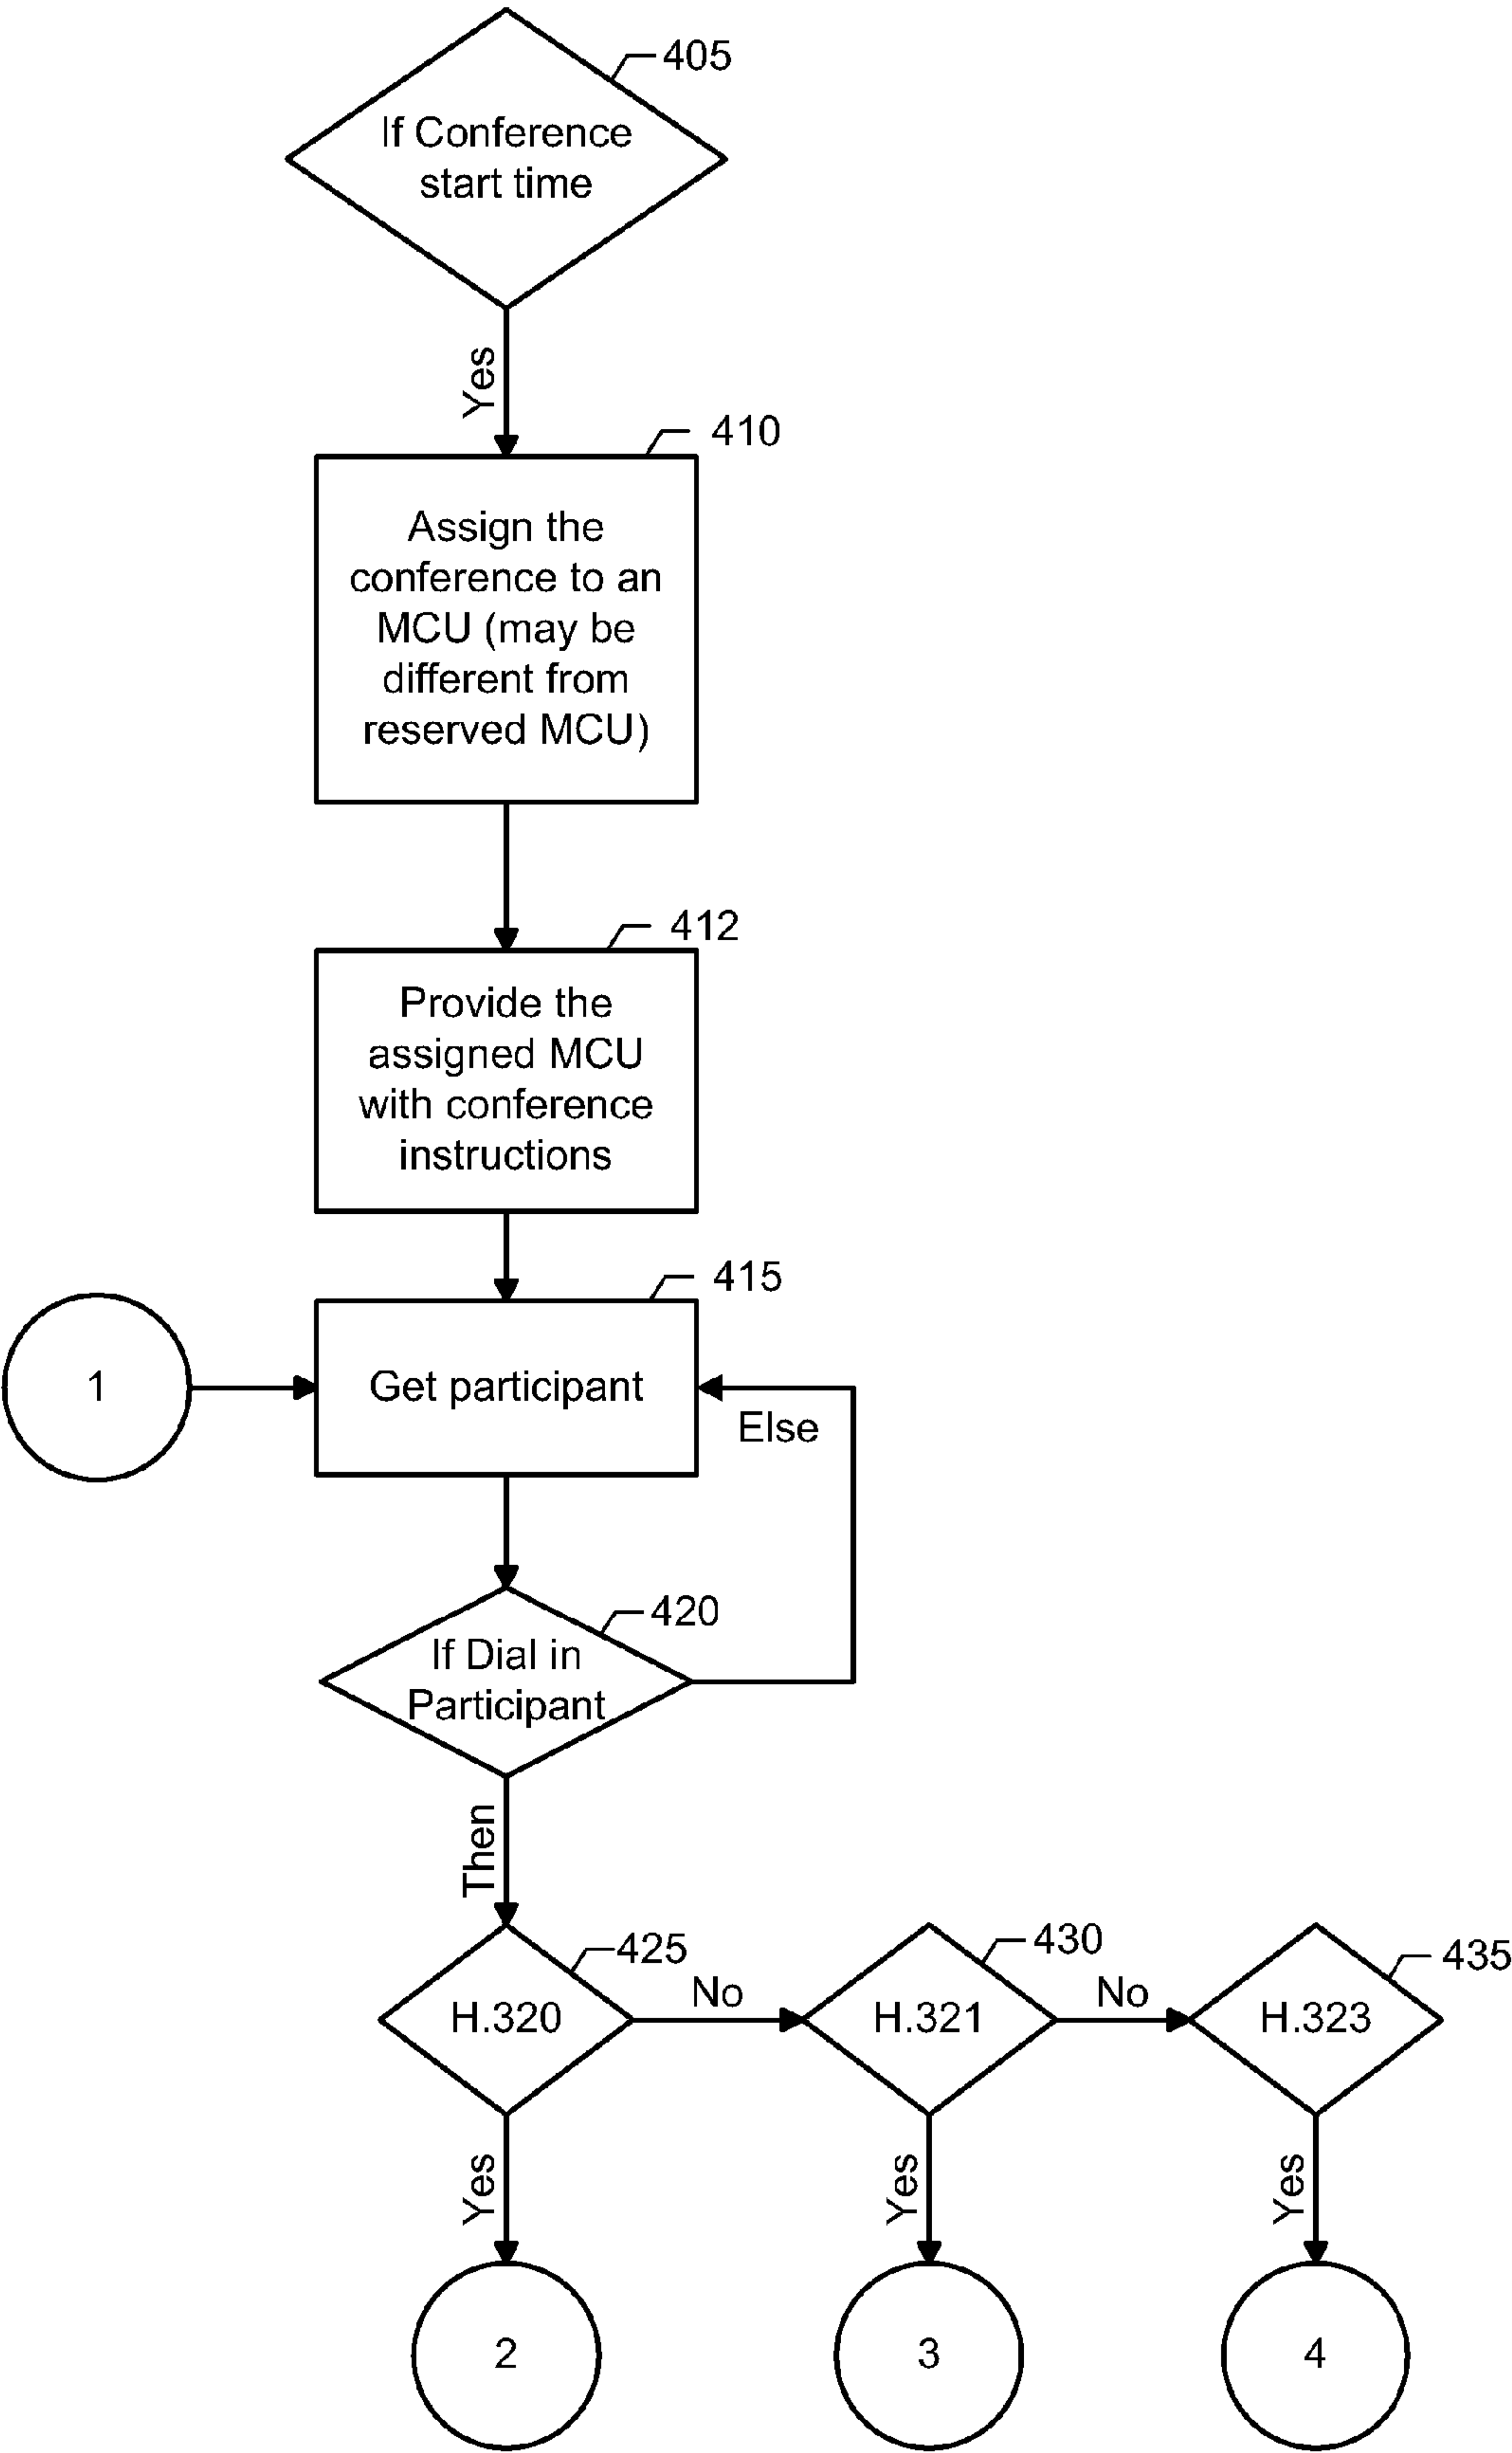 405
If Conference
start time
Yes
410
Assign the
conference to an
MCU (may be
different from
reserved MCU)
412
Provide the
assigned MCU
with conference
instructions
415
1
Get participant
Else
420
If Dial in
Participant
Then
425
430
435
H.320
No
H.321
No
H.323
Yes
Yes
Yes
2
3
4